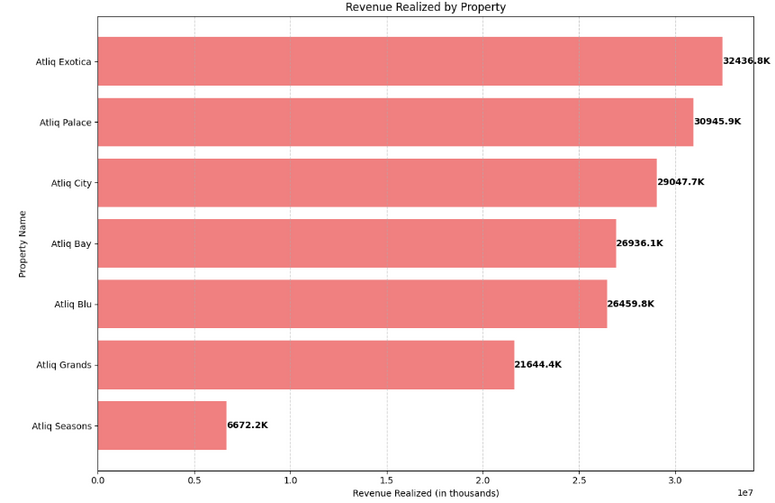 Revenue Realized by Property
Atliq Exotica 32436.8K
Atliq Palace 30945.9K
Atliq City 29047.7K
Property Name
Atliq Bay 26936.1K
Atliq Blu 26459.8K
Atliq Grands 21644.4K
Atliq Seasons 6672.2K
0.0 0.5 1.0 1.5 2.0 2.5 3.0
1e7
Revenue Realized (in thousands)